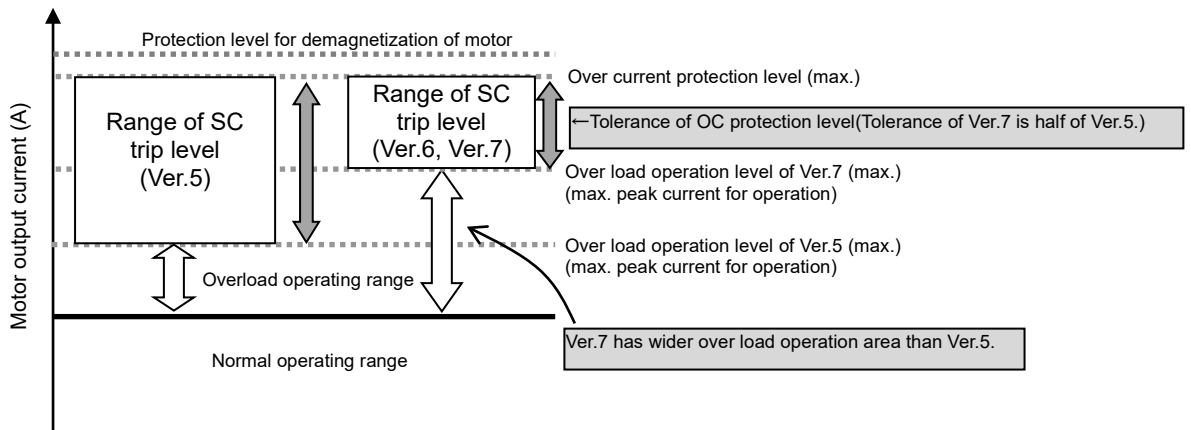 Protection level for demagnetization of motor
Over current protection level (max.)
Range of SC
trip level
(Ver.5)
Range of SC
trip level
(Ver.6, Ver.7)
←Tolerance of OC protection level(Tolerance of Ver.7 is half of Ver.5.)
Over load operation level of Ver.7 (max.)
(max. peak current for operation)
Over load operation level of Ver.5 (max.)
(max. peak current for operation)
Overload operating range
Ver.7 has wider over load operation area than Ver.5.
Normal operating range
Motor output current (A)